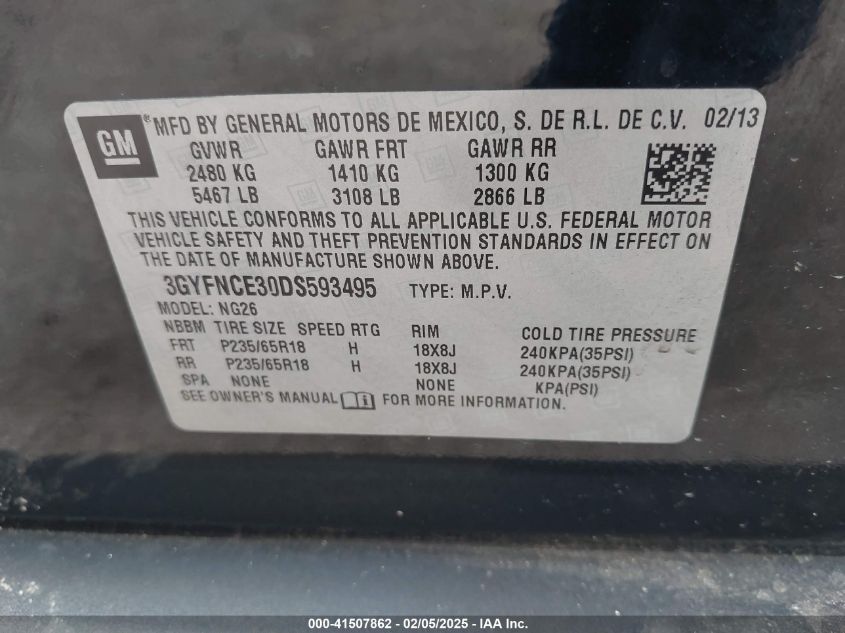 GM ® MFD BY GENERAL MOTORS DE MEXICO, S. DE R.L. DE C.V. 02/13
GVWR GAWR FRT GAWR RR
2480 KG 1410 KG 1300 KG
5467 LB 3108 LB 2866 LB
THIS VEHICLE CONFORMS TO ALL APPLICABLE U.S. FEDERAL MOTOR
VEHICLE SAFETY AND THEFT PREVENTION STANDARDS IN EFFECT ON
THE DATE OF MANUFACTURE SHOWN ABOVE.
3GYFNCE30DS593495 TYPE: M.P.V.
MODEL: NG26
NBBM TIRE SIZE SPEED RTG RIM COLD TIRE PRESSURE
FRT P235/65R18 H 18X8J 240KPA(35PSI)
RR P235/65R18 H 18X8J 240KPA(35PSI)
SPA NONE NONE KPA(PSI)
SEE OWNER'S MANUAL FOR MORE INFORMATION.
000-41507862 - 02/05/2025 - IAA Inc.